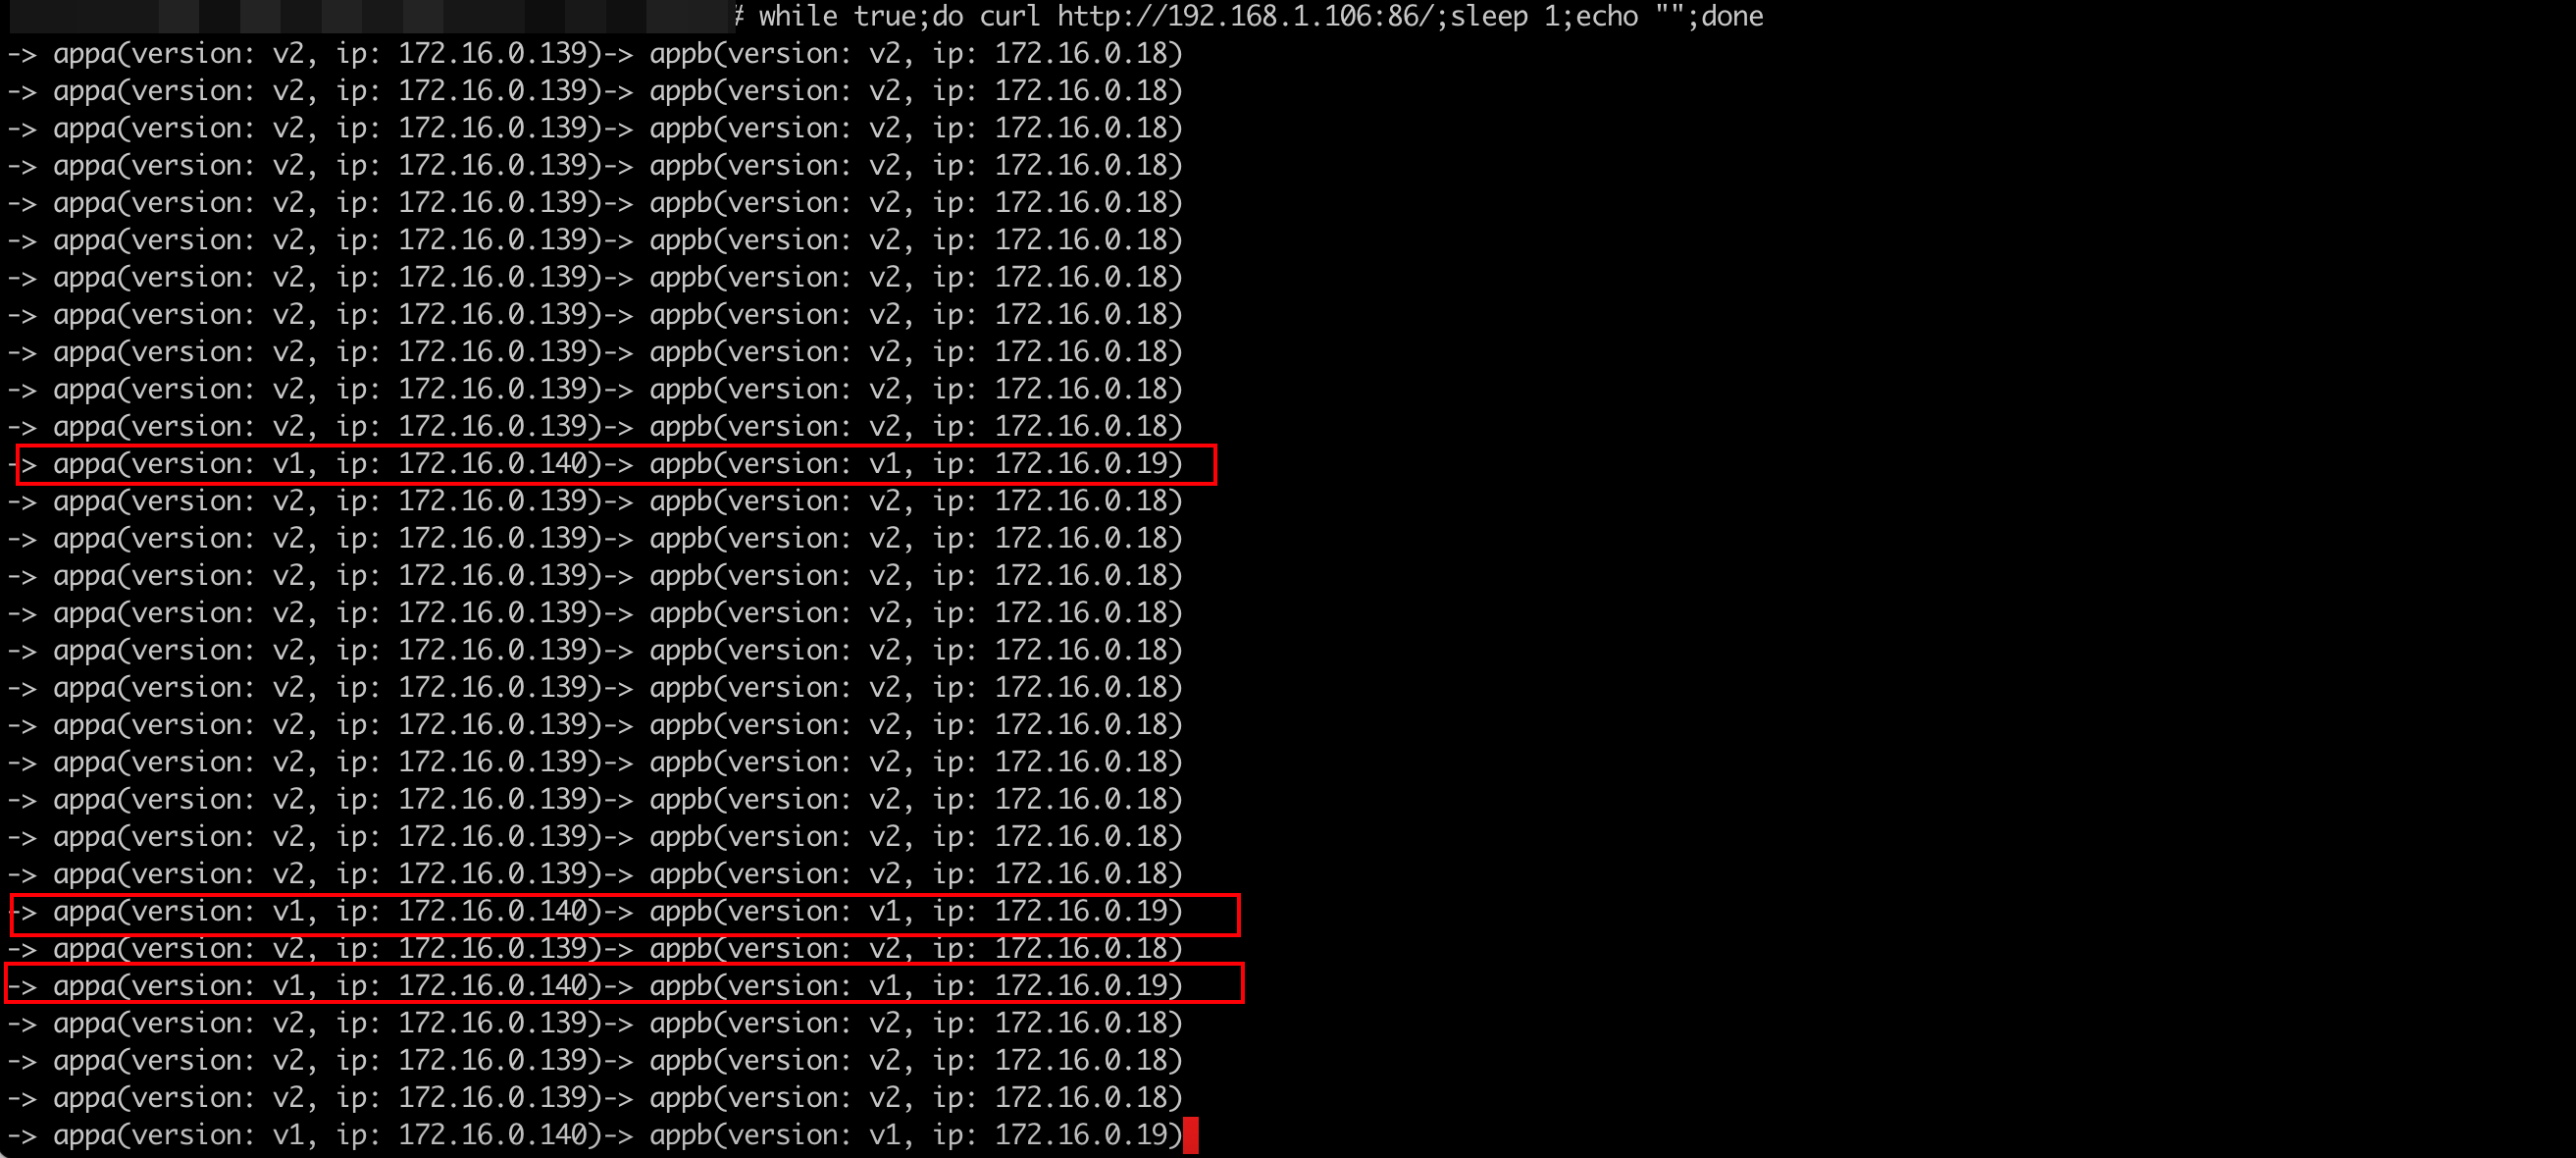 # while true;do curl http://192.168.1.106:86/;sleep 1;echo "";done
-> appa(version: v2, ip: 172.16.0.139)-> appb(version: v2, ip: 172.16.0.18)
-> appa(version: v2, ip: 172.16.0.139)-> appb(version: v2, ip: 172.16.0.18)
-> appa(version: v2, ip: 172.16.0.139)-> appb(version: v2, ip: 172.16.0.18)
-> appa(version: v2, ip: 172.16.0.139)-> appb(version: v2, ip: 172.16.0.18)
-> appa(version: v2, ip: 172.16.0.139)-> appb(version: v2, ip: 172.16.0.18)
-> appa(version: v2, ip: 172.16.0.139)-> appb(version: v2, ip: 172.16.0.18)
-> appa(version: v2, ip: 172.16.0.139)-> appb(version: v2, ip: 172.16.0.18)
-> appa(version: v2, ip: 172.16.0.139)-> appb(version: v2, ip: 172.16.0.18)
-> appa(version: v2, ip: 172.16.0.139)-> appb(version: v2, ip: 172.16.0.18)
-> appa(version: v2, ip: 172.16.0.139)-> appb(version: v2, ip: 172.16.0.18)
-> appa(version: v2, ip: 172.16.0.139)-> appb(version: v2, ip: 172.16.0.18)
-> appa(version: v1, ip: 172.16.0.140)-> appb(version: v1, ip: 172.16.0.19)
-> appa(version: v2, ip: 172.16.0.139)-> appb(version: v2, ip: 172.16.0.18)
-> appa(version: v2, ip: 172.16.0.139)-> appb(version: v2, ip: 172.16.0.18)
-> appa(version: v2, ip: 172.16.0.139)-> appb(version: v2, ip: 172.16.0.18)
-> appa(version: v2, ip: 172.16.0.139)-> appb(version: v2, ip: 172.16.0.18)
-> appa(version: v2, ip: 172.16.0.139)-> appb(version: v2, ip: 172.16.0.18)
-> appa(version: v2, ip: 172.16.0.139)-> appb(version: v2, ip: 172.16.0.18)
-> appa(version: v2, ip: 172.16.0.139)-> appb(version: v2, ip: 172.16.0.18)
-> appa(version: v2, ip: 172.16.0.139)-> appb(version: v2, ip: 172.16.0.18)
-> appa(version: v2, ip: 172.16.0.139)-> appb(version: v2, ip: 172.16.0.18)
-> appa(version: v2, ip: 172.16.0.139)-> appb(version: v2, ip: 172.16.0.18)
-> appa(version: v2, ip: 172.16.0.139)-> appb(version: v2, ip: 172.16.0.18)
-> appa(version: v1, ip: 172.16.0.140)-> appb(version: v1, ip: 172.16.0.19)
-> appa(version: v2, ip: 172.16.0.139)-> appb(version: v2, ip: 172.16.0.18)
-> appa(version: v1, ip: 172.16.0.140)-> appb(version: v1, ip: 172.16.0.19)
-> appa(version: v2, ip: 172.16.0.139)-> appb(version: v2, ip: 172.16.0.18)
-> appa(version: v2, ip: 172.16.0.139)-> appb(version: v2, ip: 172.16.0.18)
-> appa(version: v2, ip: 172.16.0.139)-> appb(version: v2, ip: 172.16.0.18)
-> appa(version: v1, ip: 172.16.0.140)-> appb(version: v1, ip: 172.16.0.19)